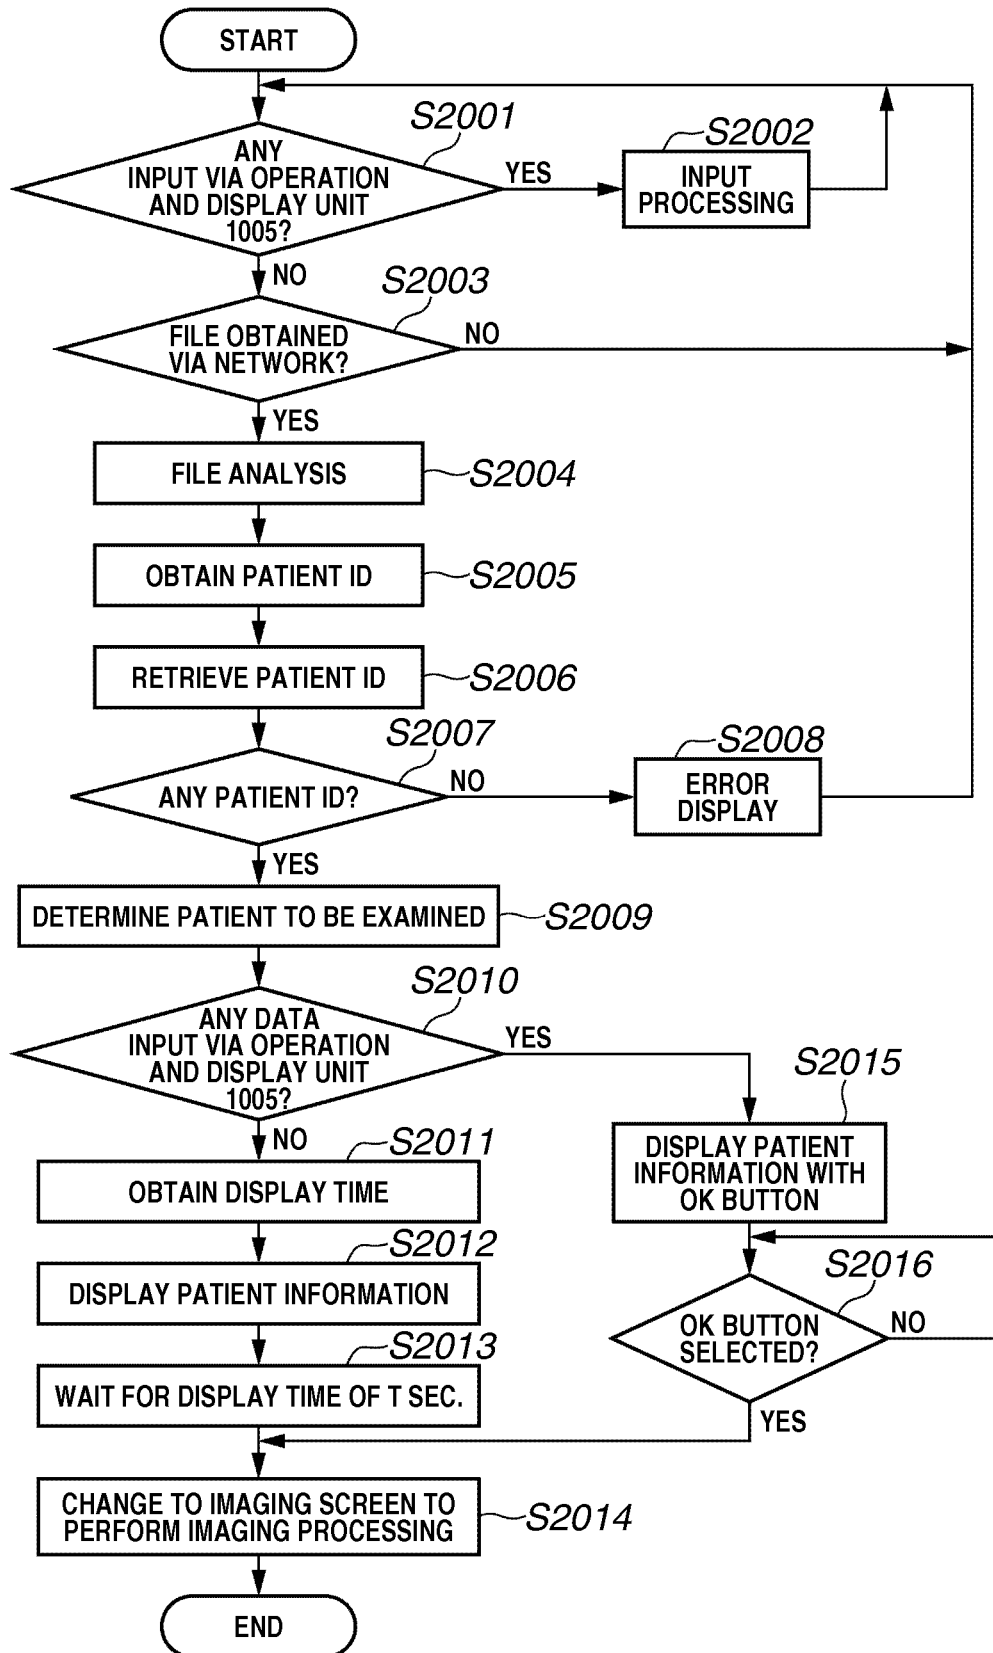 START
S2001
ANY
INPUT VIA OPERATION
AND DISPLAY UNIT
1005?
YES
S2002
INPUT
PROCESSING
NO
S2003
FILE OBTAINED
VIA NETWORK?
NO
YES
FILE ANALYSIS
S2004
OBTAIN PATIENT ID
S2005
RETRIEVE PATIENT ID
S2006
S2007
ANY PATIENT ID?
NO
S2008
ERROR
DISPLAY
YES
DETERMINE PATIENT TO BE EXAMINED
S2009
S2010
ANY DATA
INPUT VIA OPERATION
AND DISPLAY UNIT
1005?
YES
NO
S2011
OBTAIN DISPLAY TIME
S2012
DISPLAY PATIENT INFORMATION
S2013
WAIT FOR DISPLAY TIME OF T SEC.
S2015
DISPLAY PATIENT
INFORMATION WITH
OK BUTTON
S2016
OK BUTTON
SELECTED?
NO
YES
CHANGE TO IMAGING SCREEN TO
PERFORM IMAGING PROCESSING
S2014
END